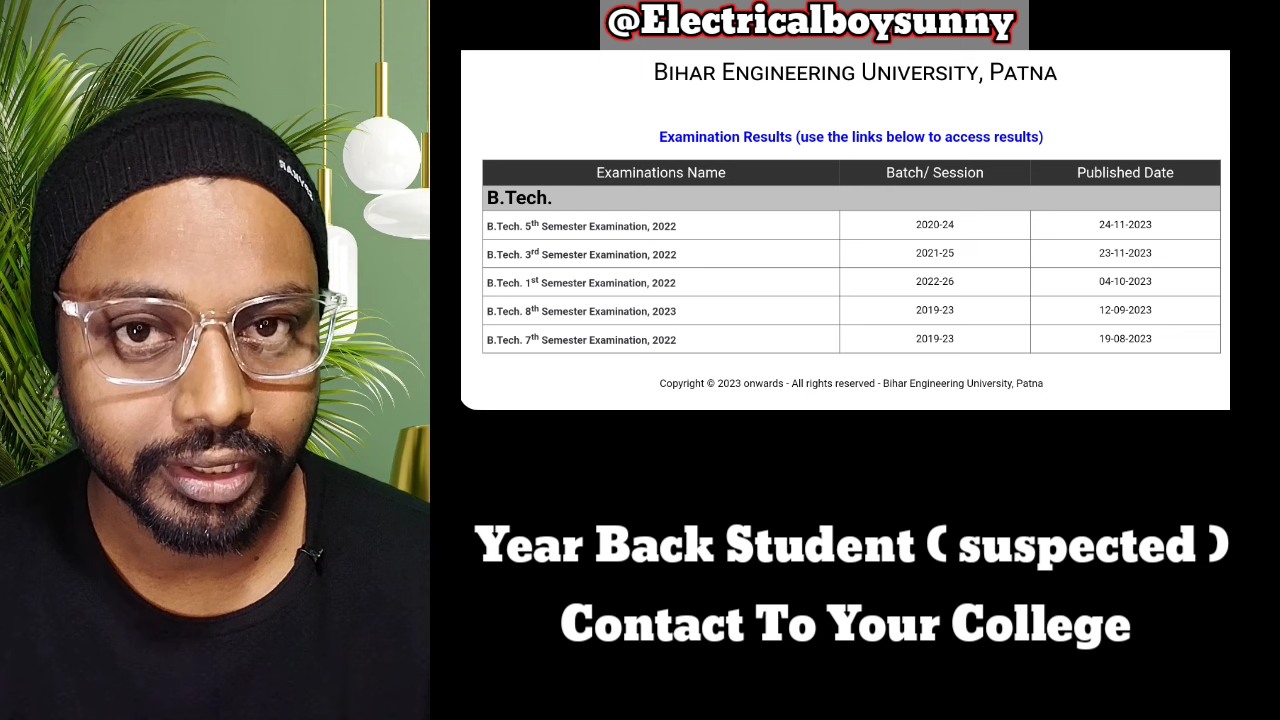 @Electricalboysunny
BIHAR ENGINEERING UNIVERSITY, PATNA
Examination Results (use the links below to access results)
Examinations Name Batch/ Session Published Date
B.Tech.
B.Tech. 5th Semester Examination, 2022 2020-24 24-11-2023
B.Tech. 3rd Semester Examination, 2022 2021-25 23-11-2023
B.Tech. 1st Semester Examination, 2022 2022-26 04-10-2023
B.Tech. 8th Semester Examination, 2023 2019-23 12-09-2023
B.Tech. 7th Semester Examination, 2022 2019-23 19-08-2023
Copyright © 2023 onwards - All rights reserved - Bihar Engineering University, Patna
Year Back Student ( suspected )
Contact To Your College